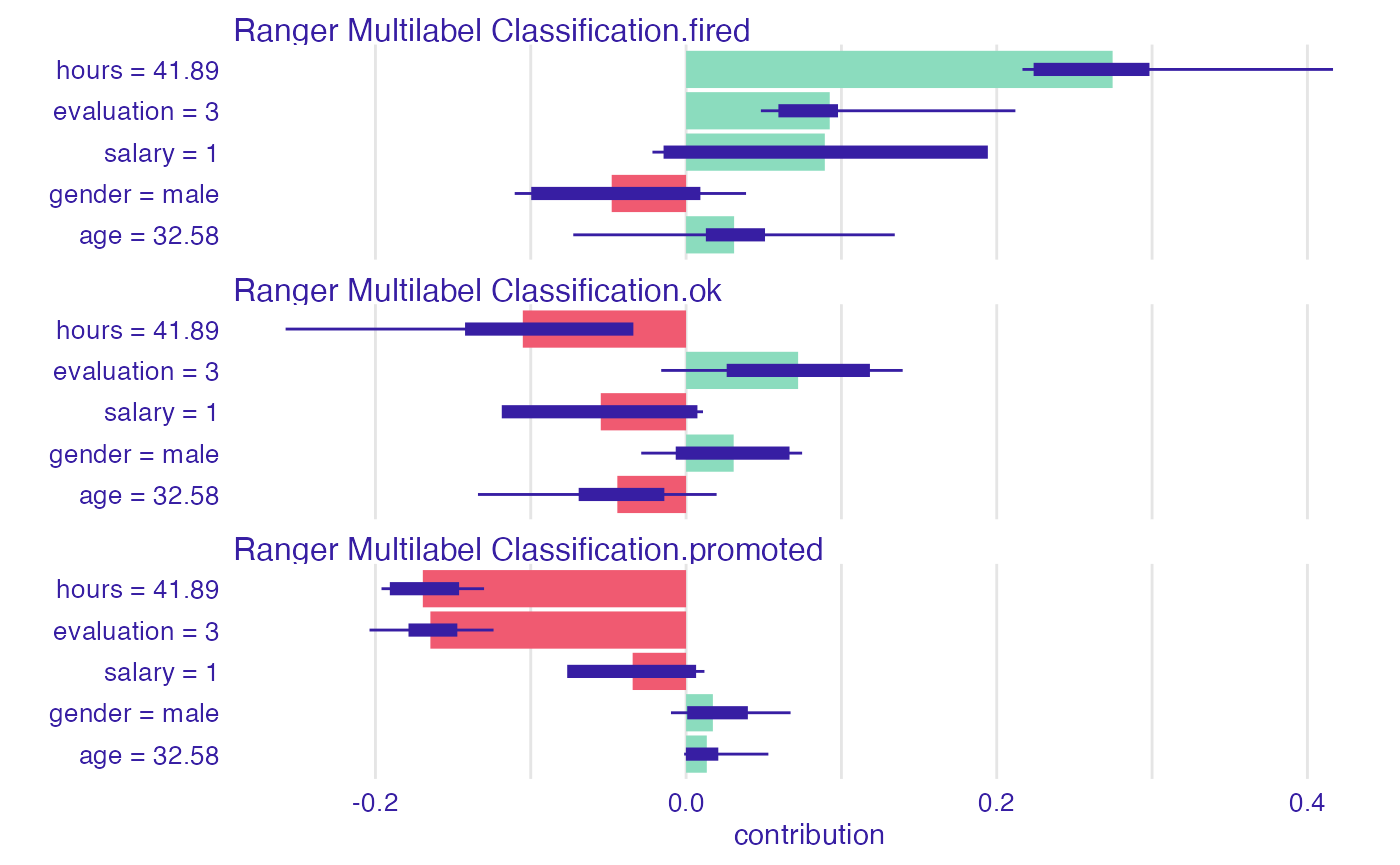 Ranger Multilabel Classification.fired
hours = 41.89
evaluation = 3
salary = 1
gender = male
age = 32.58
Ranger Multilabel Classification.ok
hours = 41.89
evaluation = 3
salary = 1
gender = male
age = 32.58
Ranger Multilabel Classification.promoted
hours = 41.89
evaluation = 3
salary = 1
gender = male
age = 32.58
-0.2 0.0 0.2 0.4
contribution